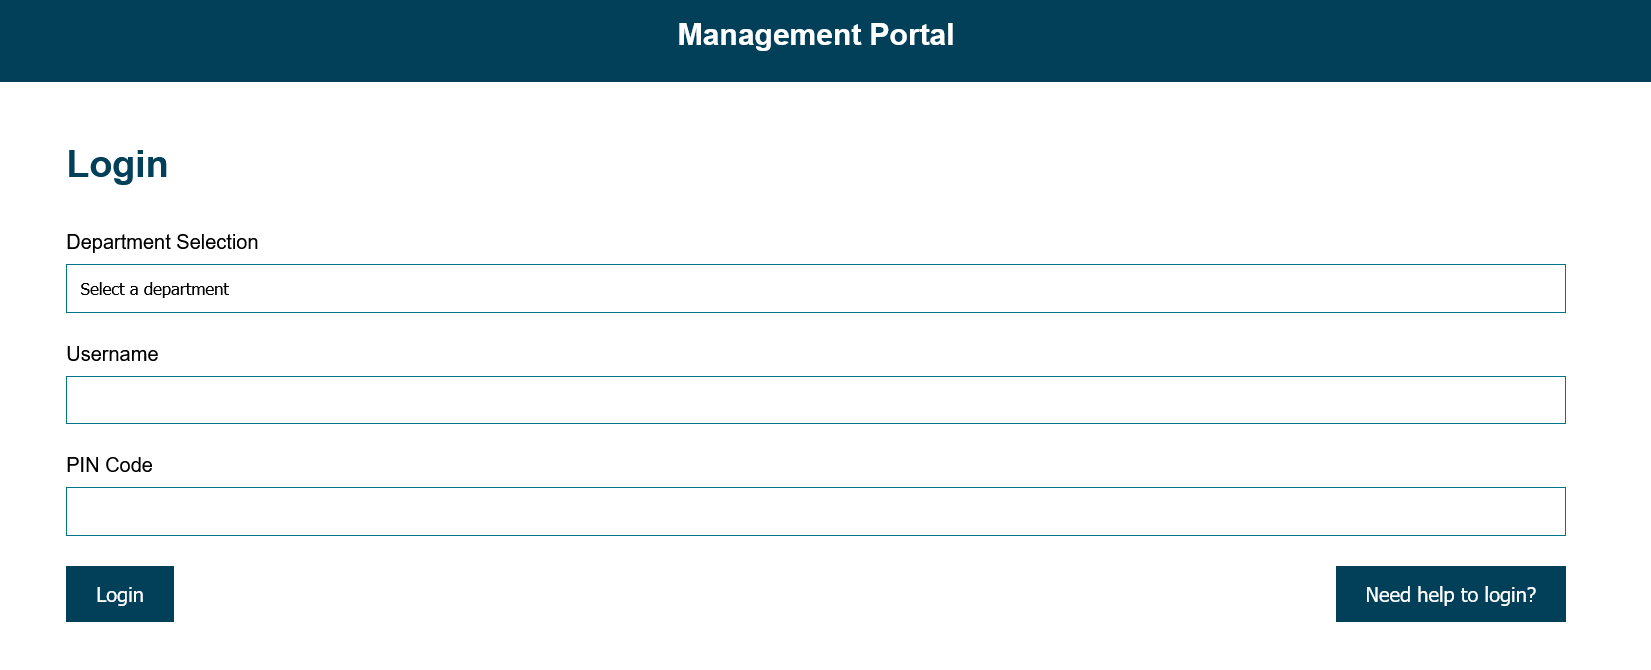 Management Portal
Login
Department Selection
Select a department
Username
PIN Code
Login
Need help to login?